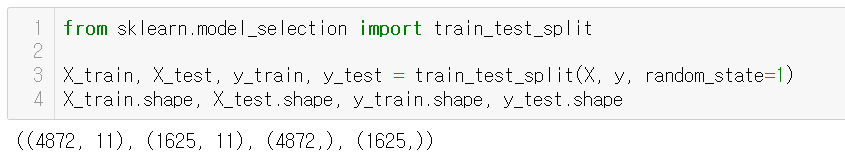 1 from sklearn.model_selection import train_test_split
2
3 X_train, X_test, y_train, y_test = train_test_split(X, y, random_state=1)
4 X_train.shape, X_test.shape, y_train.shape, y_test.shape
((4872, 11), (1625, 11), (4872,), (1625,))